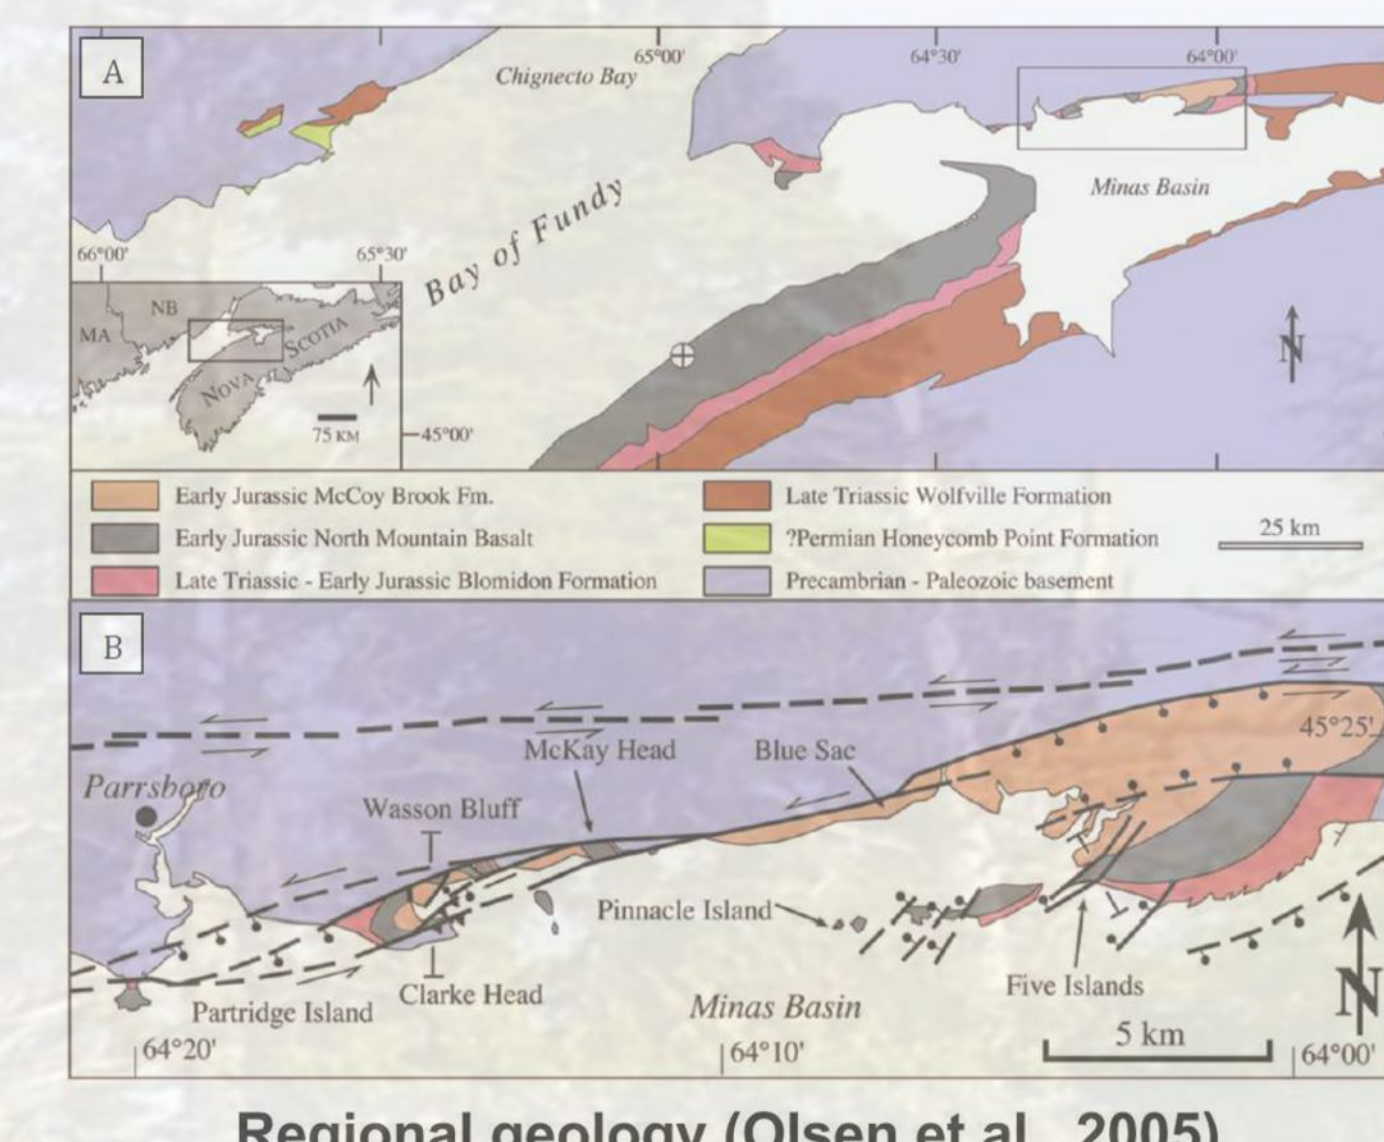 A
Chignecto Bay
65°00'
64°30'
64°00'
Minas Basin
Bay of Fundy
66°00'
65°30'
NB
MA
NOVA
SCOTIA
75 KM
45°00'
N
Early Jurassic McCoy Brook Fm.
Early Jurassic North Mountain Basalt
Late Triassic - Early Jurassic Blomidon Formation
Late Triassic Wolfville Formation
?Permian Honeycomb Point Formation
Precambrian - Paleozoic basement
25 km
B
45°25'
McKay Head
Blue Sac
Parrsboro
Wasson Bluff
Pinnacle Island
Five Islands
Clarke Head
Partridge Island
Minas Basin
N
5 km
64°20'
64°10'
64°00'
Regional geology (Olsen et al., 2005)